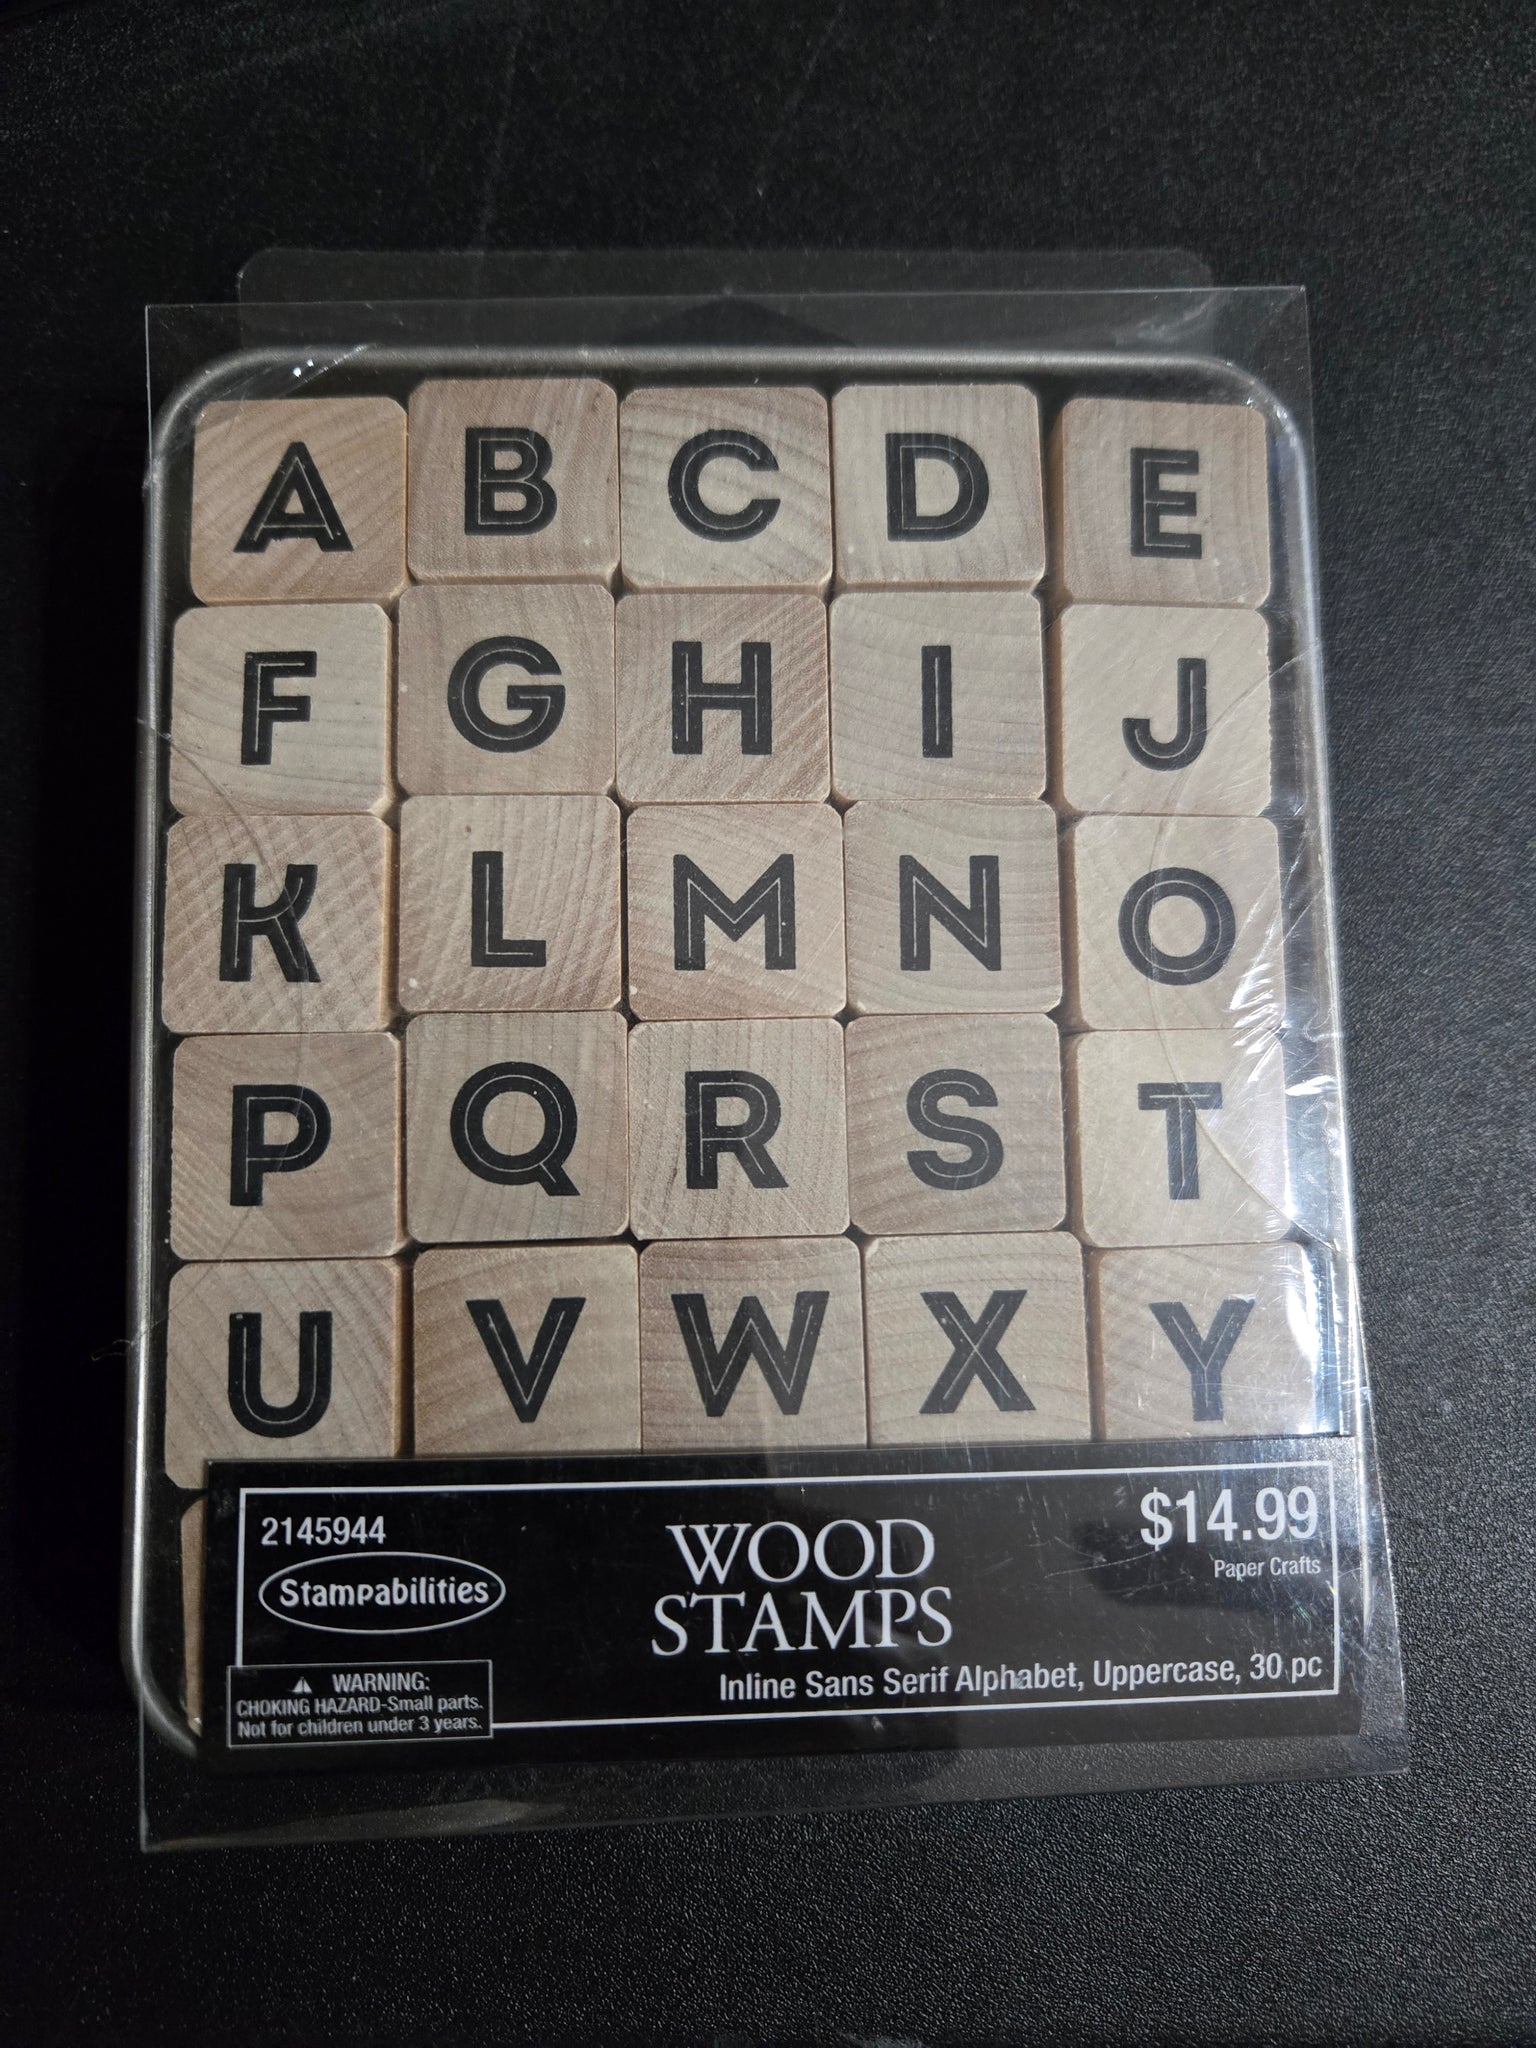 A B C D E
F G H I J
K L M N O
P Q R S T
U V W X Y
2145944
Stampabilities
WOOD
STAMPS
$14.99
Paper Crafts
Inline Sans Serif Alphabet, Uppercase, 30 pc
WARNING:
CHOKING HAZARD-Small parts.
Not for children under 3 years.